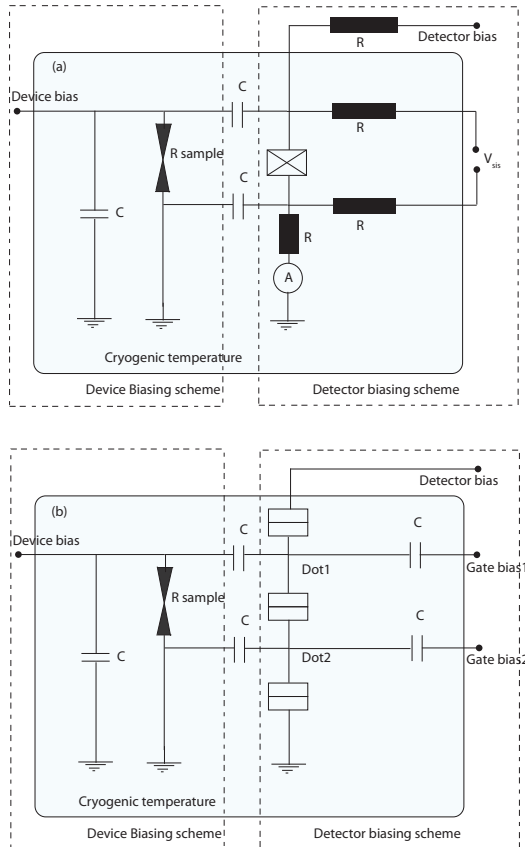 R
Detector bias
(a)
Device bias
C
R
R sample
V sis
C
C
R
R
A
Cryogenic temperature
Device Biasing scheme
Detector biasing scheme
Detector bias
(b)
Device bias
C
C
Dot1
Gate bias1
R sample
C
C
C
Dot2
Gate bias2
Cryogenic temperature
Device Biasing scheme
Detector biasing scheme